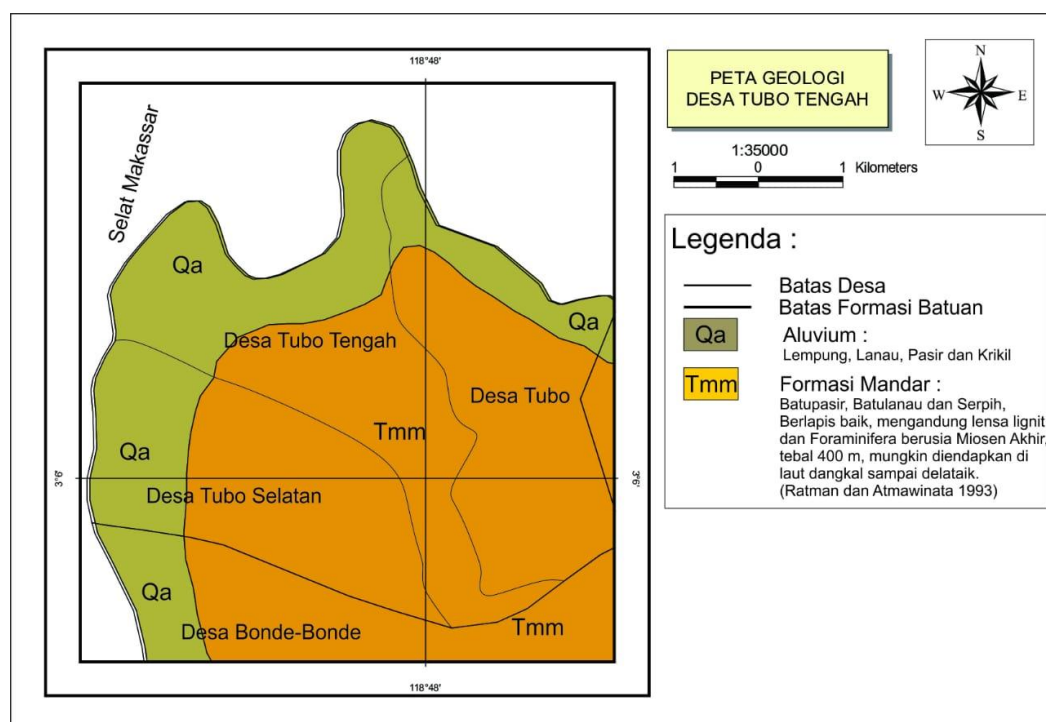 118°48'
PETA GEOLOGI
DESA TUBO TENGAH
N
W
E
S
1:35000
1
0
1
Kilometers
Selat Makassar
Qa
Desa Tubo Tengah
Qa
Desa Tubo
Tmm
Qa
3°6'
3°6'
Desa Tubo Selatan
Qa
Desa Bonde-Bonde
Tmm
118°48'
Legenda :
Batas Desa
Batas Formasi Batuan
Qa
Aluvium :
Lempung, Lanau, Pasir dan Krikil
Tmm
Formasi Mandar :
Batupasir, Batulanau dan Serpih,
Berlapis baik, mengandung lensa lignit
dan Foraminifera berusia Miosen Akhir,
tebal 400 m, mungkin diendapkan di
laut dangkal sampai delataik.
(Ratman dan Atmawinata 1993)